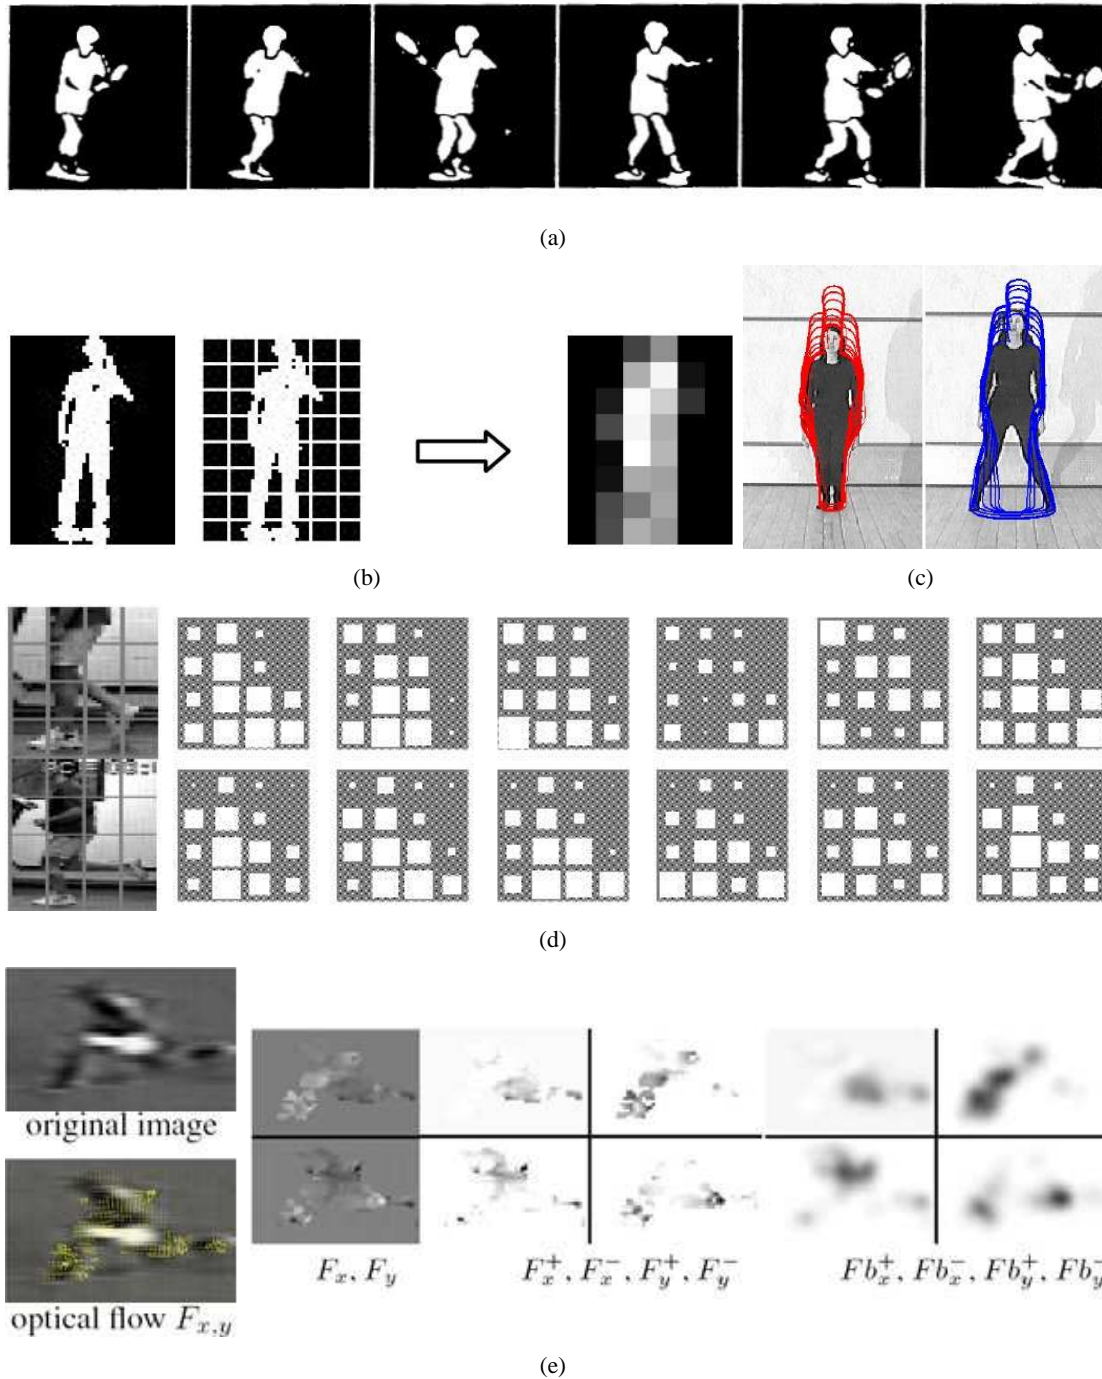 (a)
(b)
(c)
(d)
original image
optical flow $F_{x,y}$
$F_x, F_y$
$F_x^+, F_x^-, F_y^+, F_y^-$
$Fb_x^+, Fb_x^-, Fb_y^+, Fb_y^-$
(e)